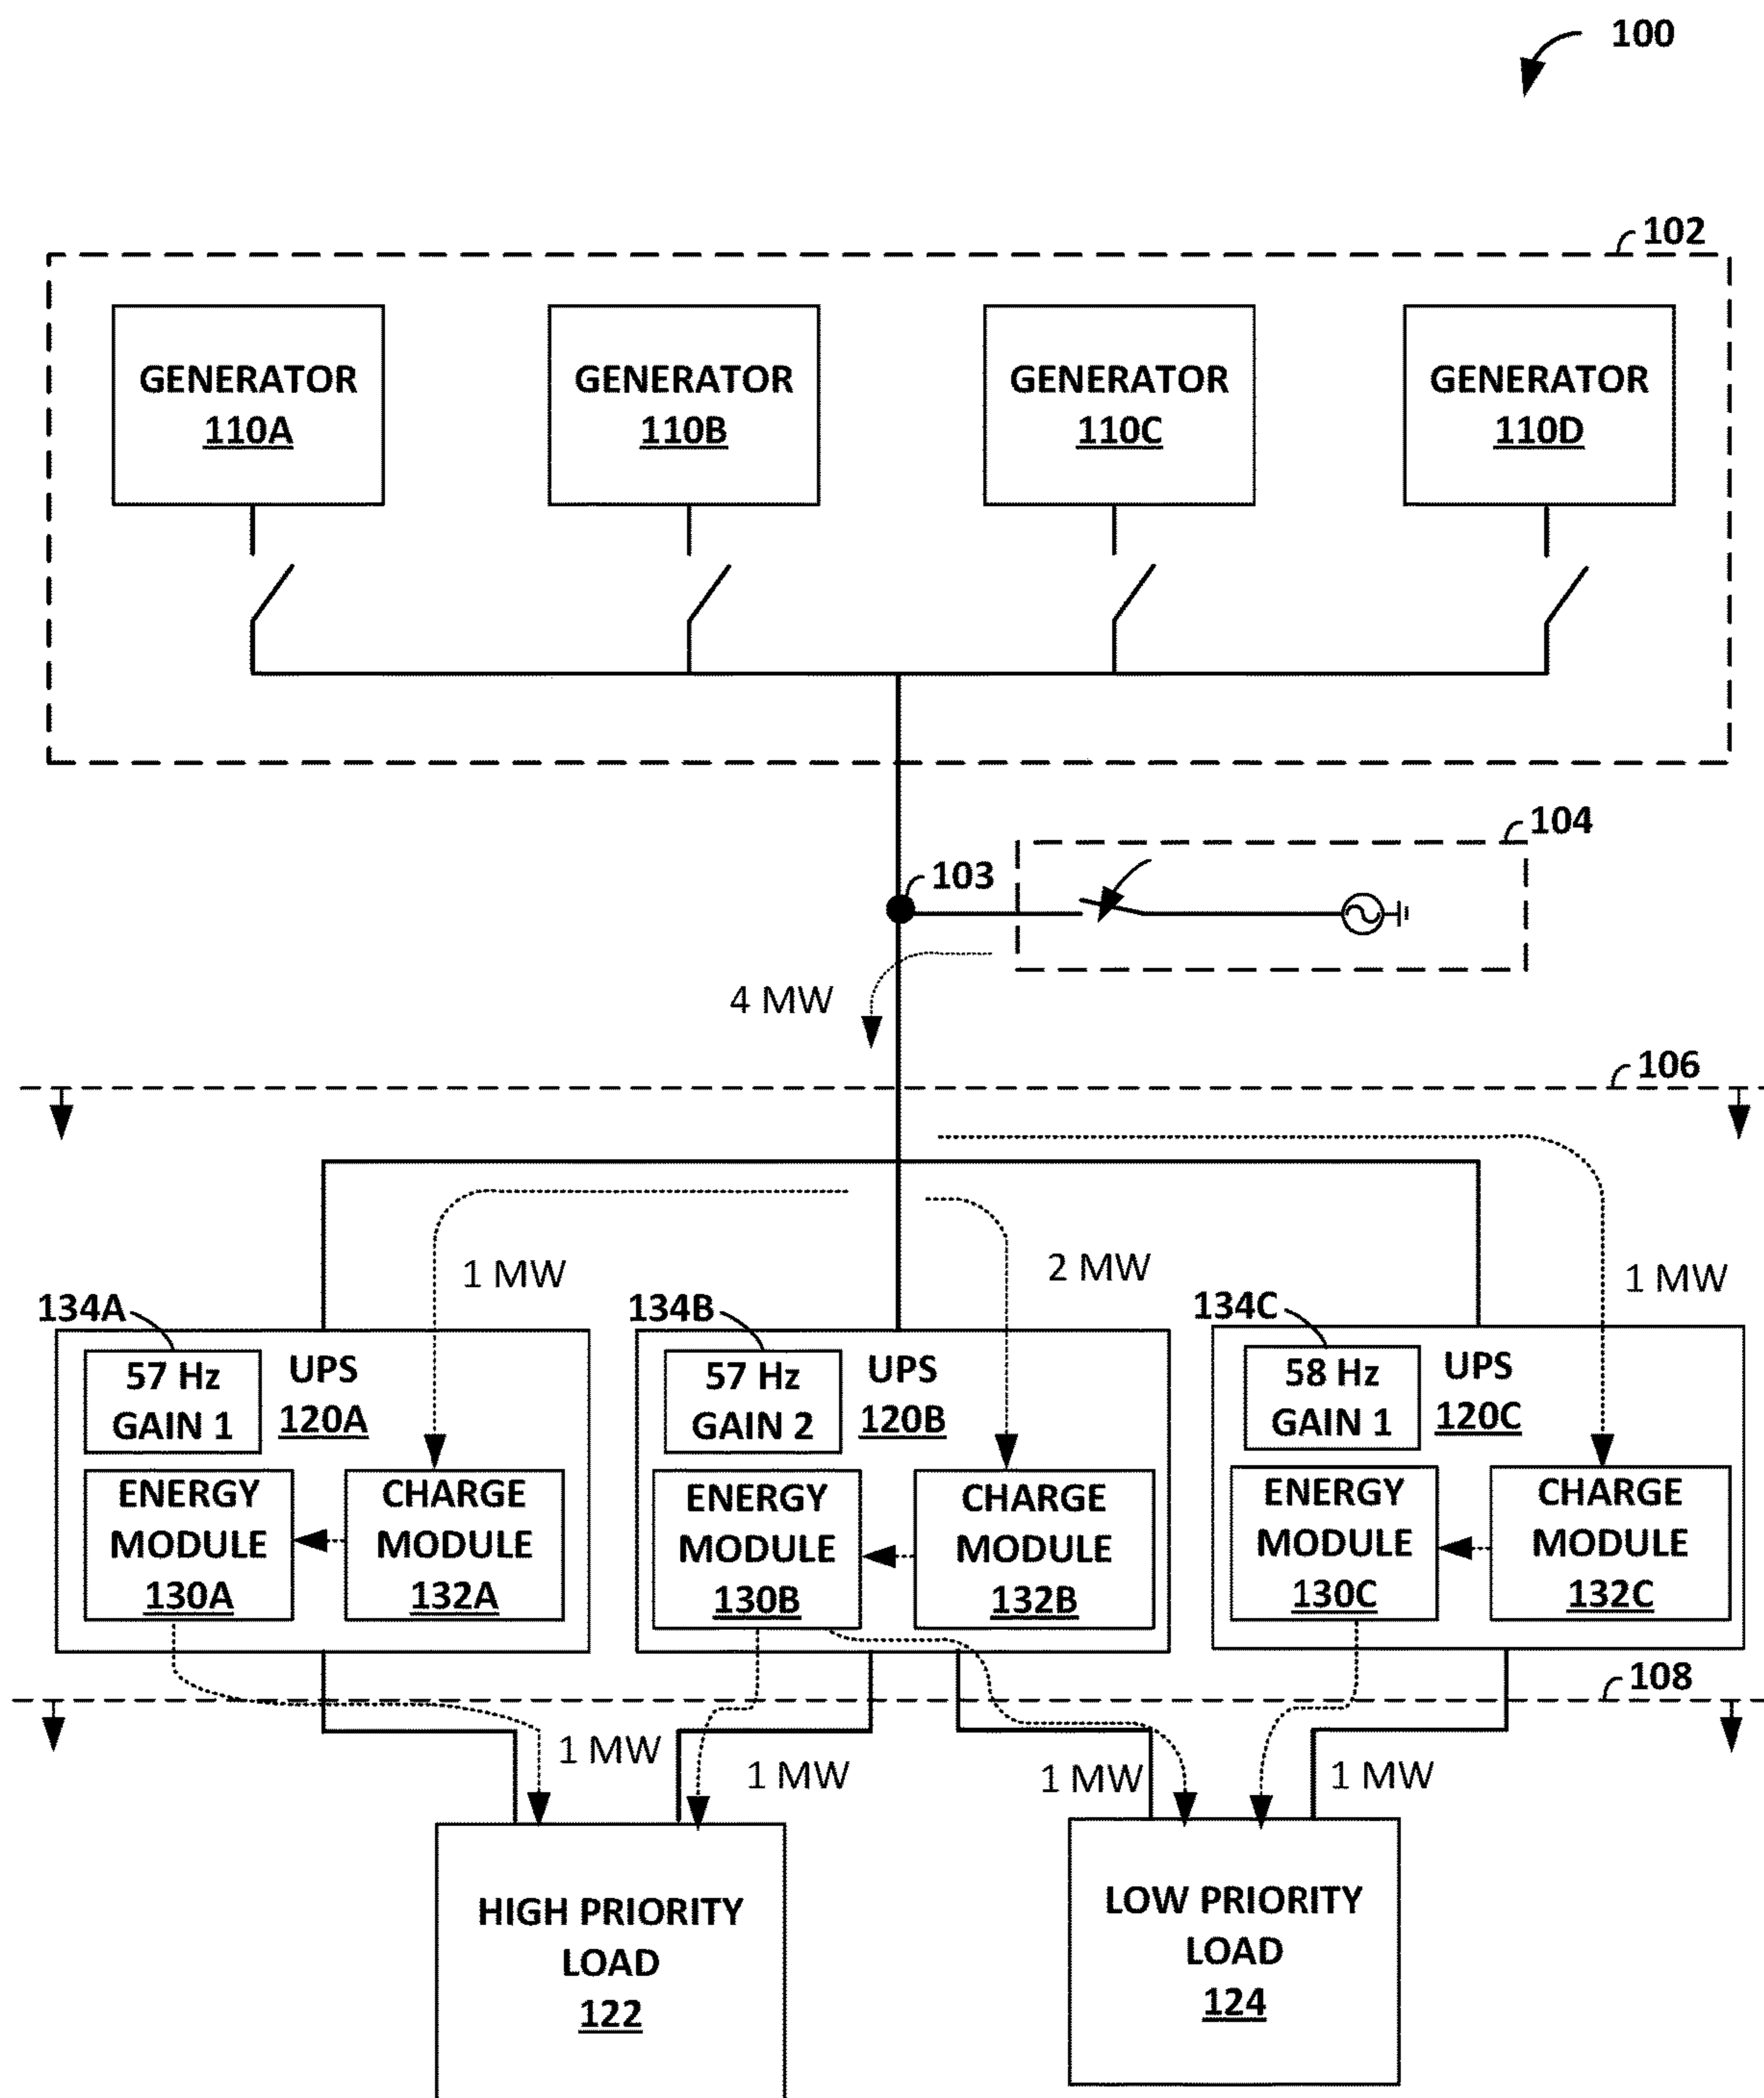 100
102
GENERATOR
110A
GENERATOR
110B
GENERATOR
110C
GENERATOR
110D
104
103
4 MW
106
1 MW
2 MW
1 MW
134A
134B
134C
57 Hz
GAIN 1
UPS
120A
57 Hz
GAIN 2
UPS
120B
58 Hz
GAIN 1
UPS
120C
ENERGY
MODULE
130A
CHARGE
MODULE
132A
ENERGY
MODULE
130B
CHARGE
MODULE
132B
ENERGY
MODULE
130C
CHARGE
MODULE
132C
108
1 MW
1 MW
1 MW
1 MW
HIGH PRIORITY
LOAD
122
LOW PRIORITY
LOAD
124